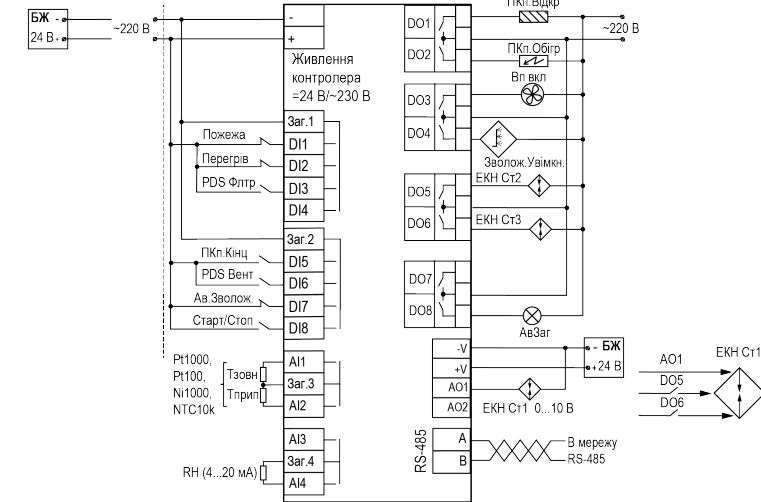 БЖ -
24 В +
~220 В
-
+
Живлення
контролера
=24 В/~230 В
Заг.1
Пожежа
DI1
Перегрів
DI2
PDS Флтр
DI3
DI4
Заг.2
ПКп.Кінц
DI5
PDS Вент
DI6
Ав.Зволож.
DI7
Старт/Стоп
DI8
Pt1000,
Pt100,
Ni1000,
NTC10k
Тзовн
Тприп
AI1
Заг.3
AI2
AI3
RH (4...20 мА)
Заг.4
AI4
ПКп.Відкр
DO1
~220 В
DO2
ПКп.Обігр
Вп вкл
DO3
DO4
Зволож.Увімкн.
ЕКН Ст2
DO5
DO6
ЕКН Ст3
DO7
DO8
АвЗаг
-V
- БЖ
+V
+24 В
AO1
AO2
ЕКН Ст1 0...10 В
RS-485
A
B
В мережу
RS-485
ЕКН Ст1
AO1
DO5
DO6